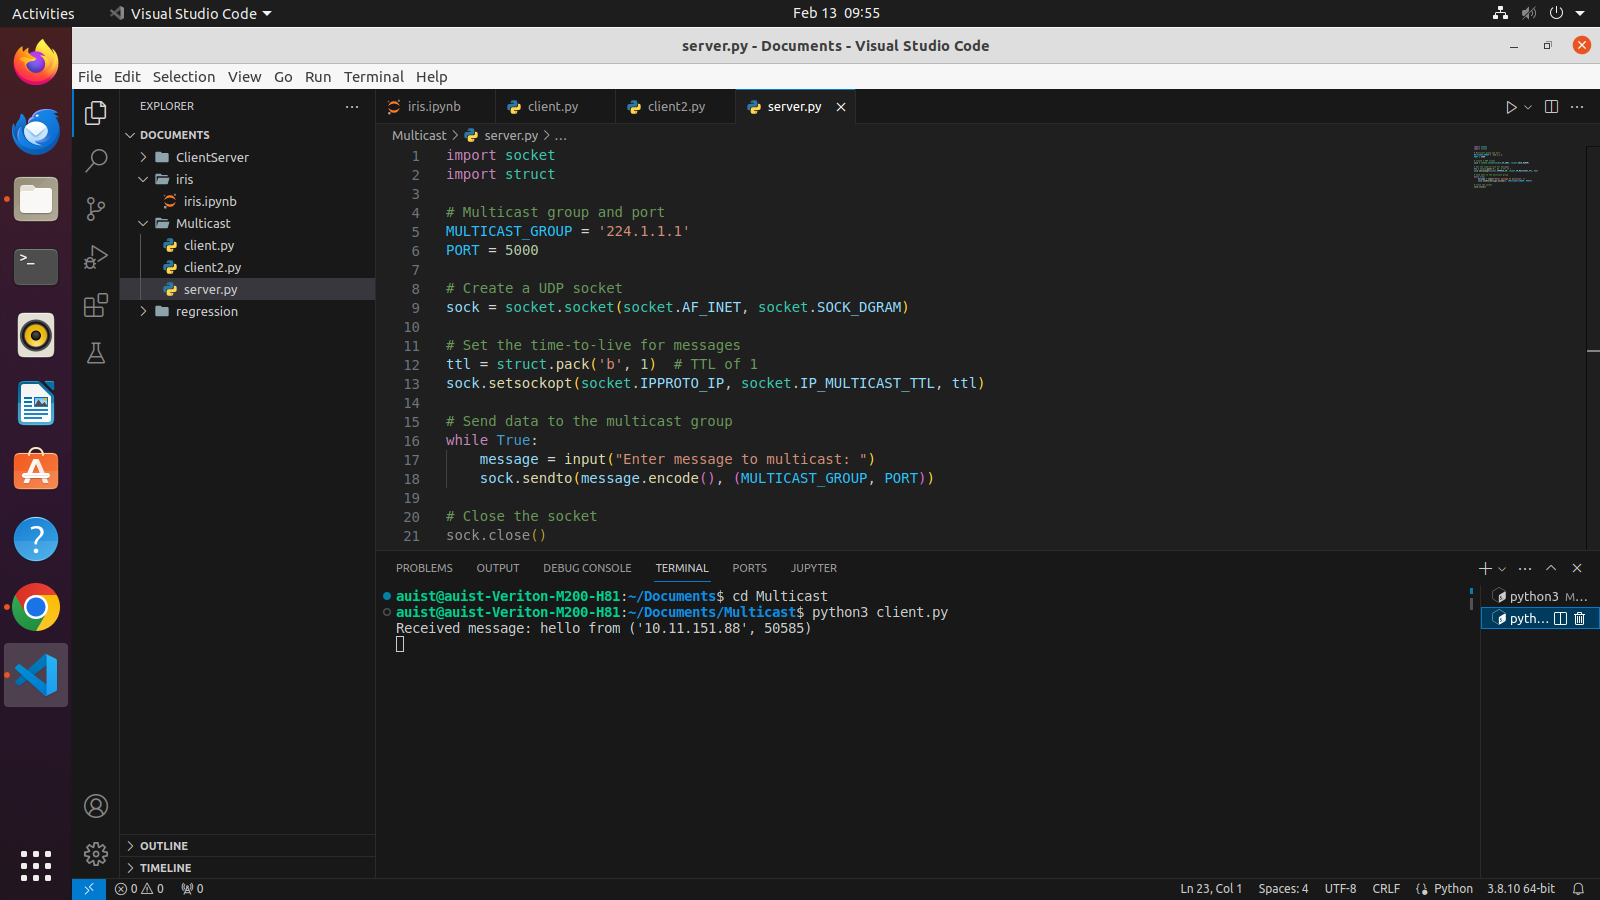 Activities
Visual Studio Code
Feb 13 09:55
server.py - Documents - Visual Studio Code
File Edit Selection View Go Run Terminal Help
EXPLORER
DOCUMENTS
ClientServer
iris
iris.ipynb
Multicast
client.py
client2.py
server.py
regression
OUTLINE
TIMELINE
iris.ipynb
client.py
client2.py
server.py
Multicast > server.py > ...
1 import socket
2 import struct
3
4 # Multicast group and port
5 MULTICAST_GROUP = '224.1.1.1'
6 PORT = 5000
7
8 # Create a UDP socket
9 sock = socket.socket(socket.AF_INET, socket.SOCK_DGRAM)
10
11 # Set the time-to-live for messages
12 ttl = struct.pack('b', 1)  # TTL of 1
13 sock.setsockopt(socket.IPPROTO_IP, socket.IP_MULTICAST_TTL, ttl)
14
15 # Send data to the multicast group
16 while True:
17     message = input("Enter message to multicast: ")
18     sock.sendto(message.encode(), (MULTICAST_GROUP, PORT))
19
20 # Close the socket
21 sock.close()
PROBLEMS OUTPUT DEBUG CONSOLE TERMINAL PORTS JUPYTER
auist@auist-Veriton-M200-H81:~/Documents$ cd Multicast
auist@auist-Veriton-M200-H81:~/Documents/Multicast$ python3 client.py
Received message: hello from ('10.11.151.88', 50585)
python3 M...
pyth...
0 0 0
Ln 23, Col 1 Spaces: 4 UTF-8 CRLF Python 3.8.10 64-bit